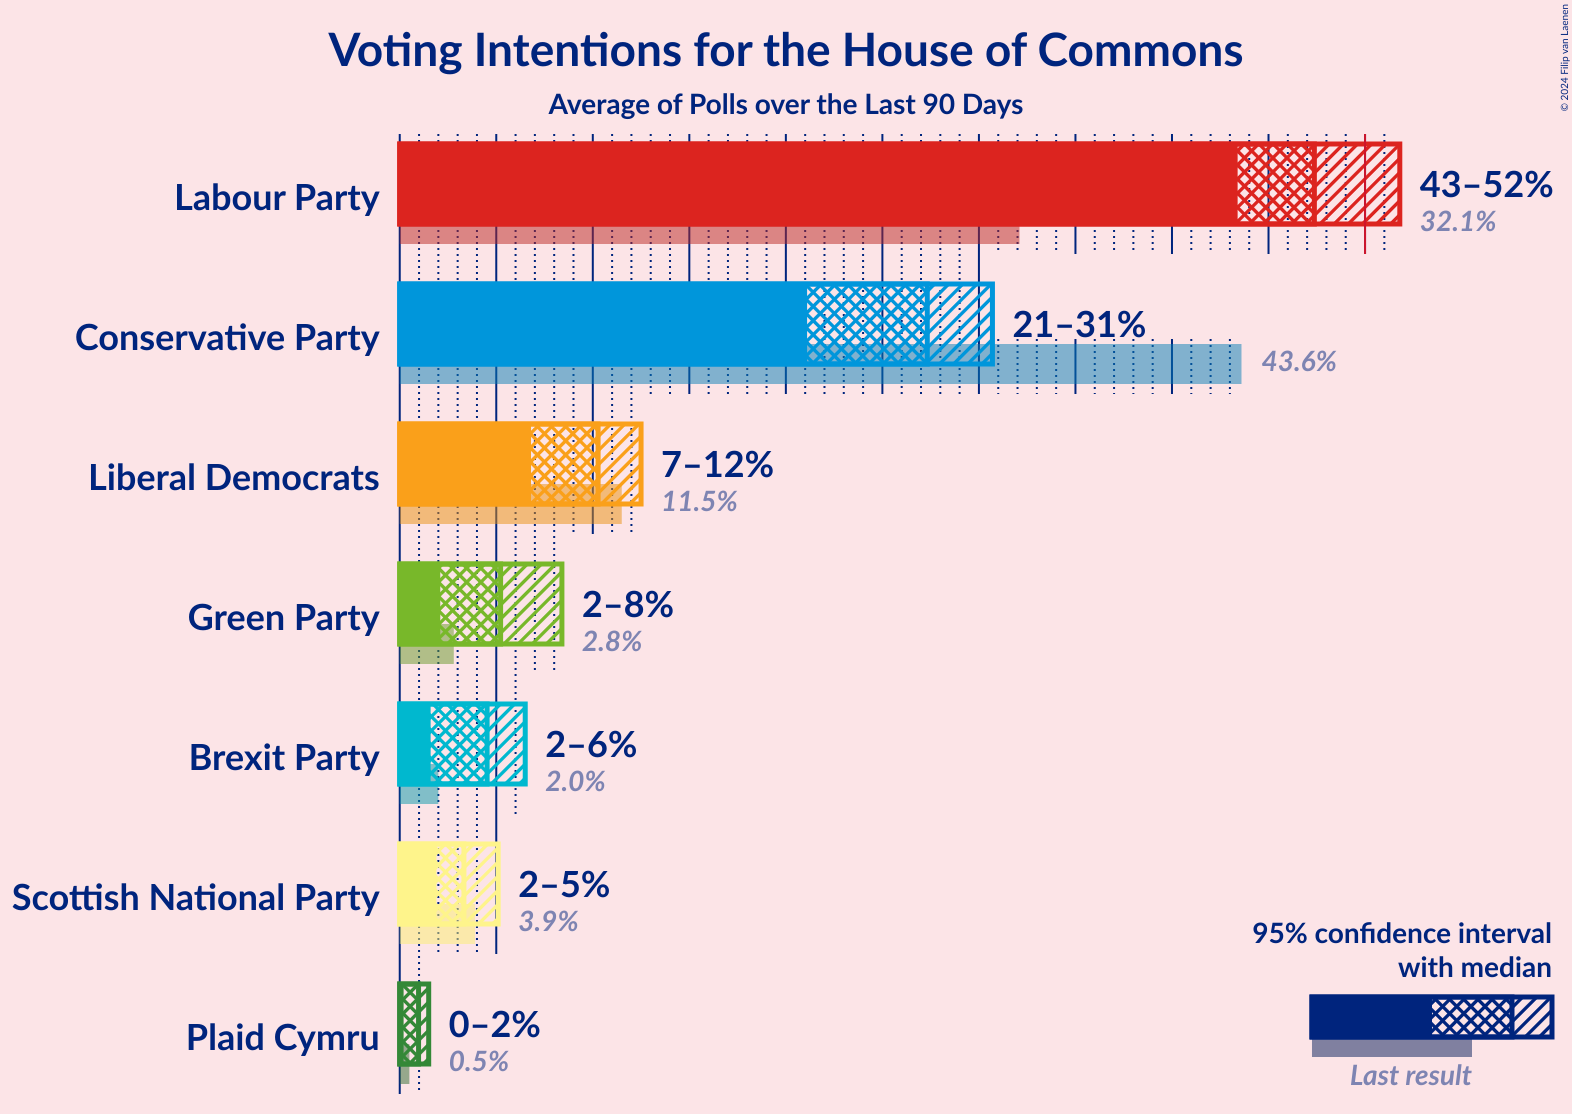 Voting Intentions for the House of Commons
Average of Polls over the Last 90 Days
© 2024 Filip van Laenen
Labour Party
43–52%
32.1%
Conservative Party
21–31%
43.6%
Liberal Democrats
7–12%
11.5%
Green Party
2–8%
2.8%
Brexit Party
2–6%
2.0%
Scottish National Party
2–5%
3.9%
Plaid Cymru
0–2%
0.5%
95% confidence interval
with median
Last result